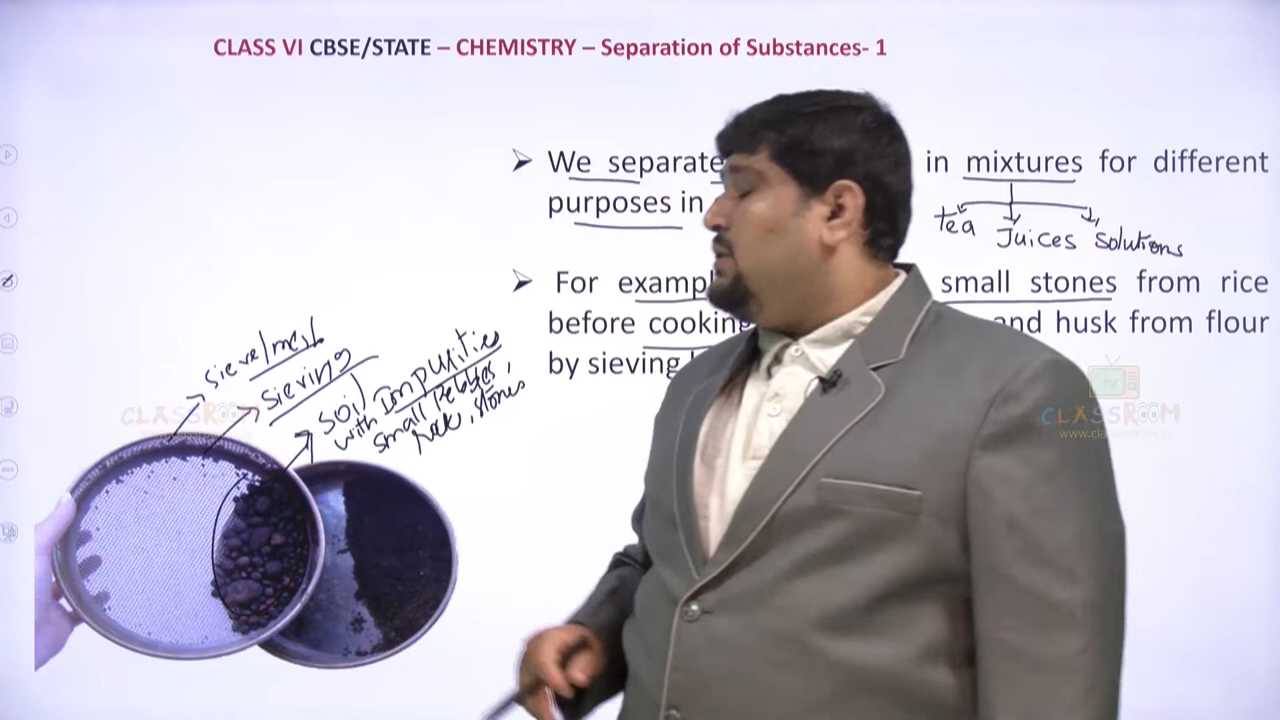 CLASS VI CBSE/STATE – CHEMISTRY – Separation of Substances- 1
➢ We separate in mixtures for different
purposes in
tea Juices solutions
➢ For exampl small stones from rice
before cooking and husk from flour
by sieving
sieve/mesh
sieving
soil
with Impurities
small Pebbles,
rock, stones
CLASSROOM
CLASSROOM